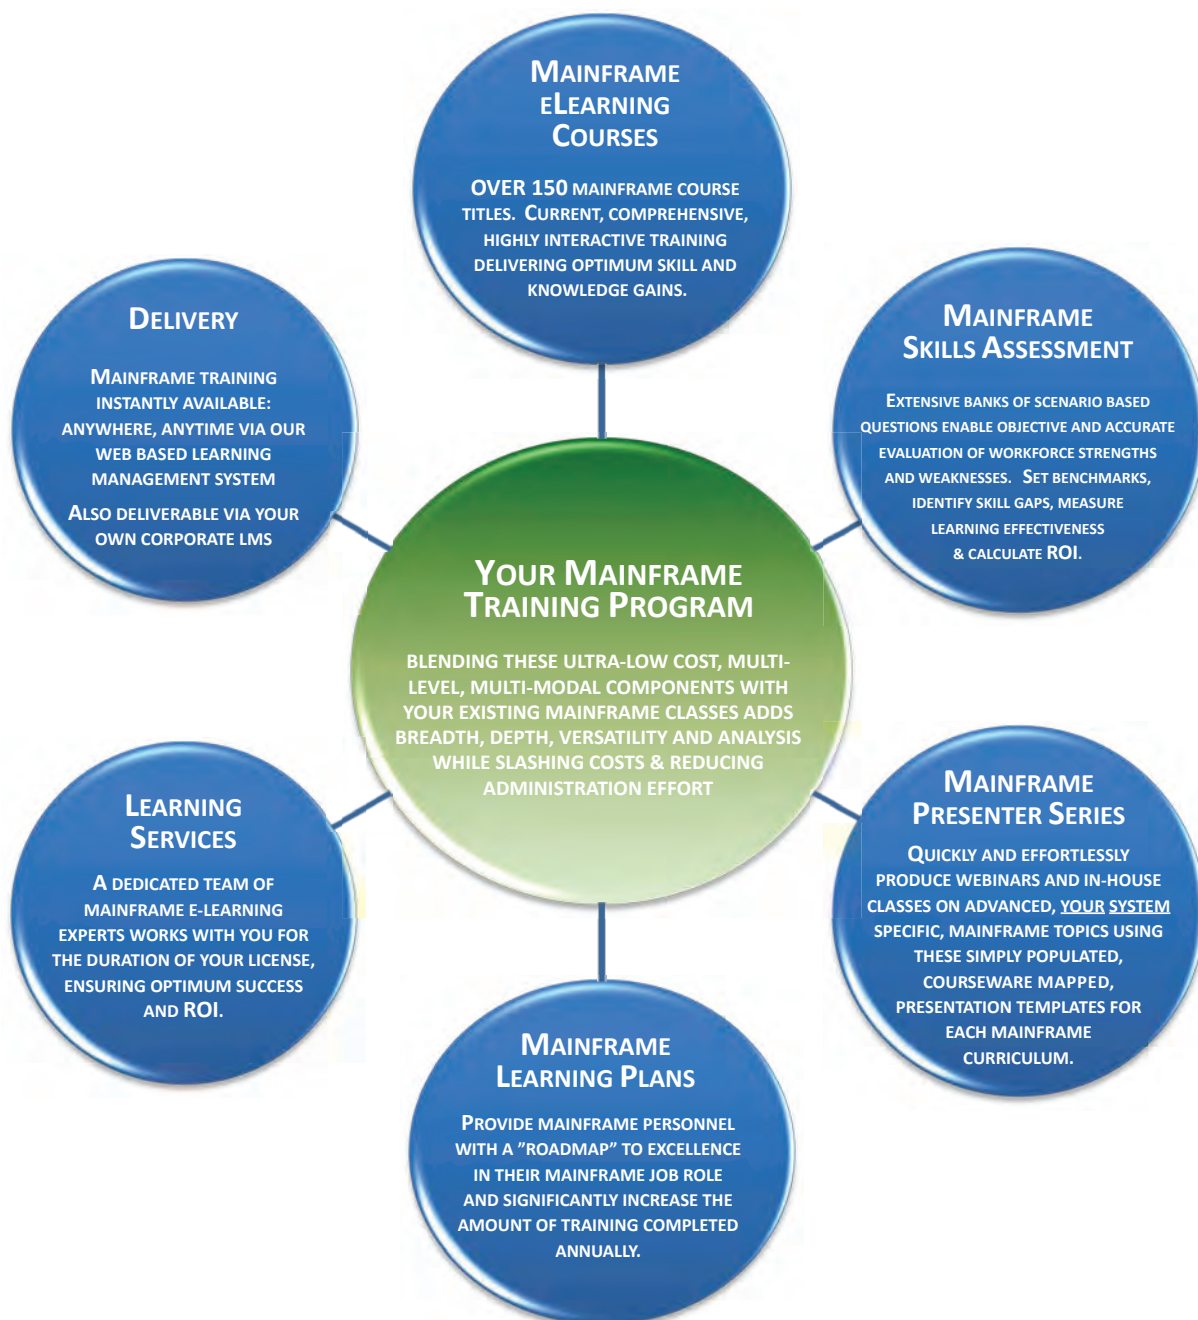 Mainframe
eLearning
Courses
OVER 150 mainframe course
titles. Current, comprehensive,
highly interactive training
delivering optimum skill and
knowledge gains.
Mainframe
Skills Assessment
Extensive banks of scenario based
questions enable objective and accurate
evaluation of workforce strengths
and weaknesses. Set benchmarks,
identify skill gaps, measure
learning effectiveness
& calculate ROI.
Mainframe
Presenter Series
Quickly and effortlessly
produce webinars and in-house
classes on advanced, your system
specific, mainframe topics using
these simply populated,
courseware mapped,
presentation templates for
each mainframe
curriculum.
Mainframe
Learning Plans
Provide mainframe personnel
with a ”roadmap” to excellence
in their mainframe job role
and significantly increase the
amount of training completed
annually.
Learning
Services
A dedicated team of
mainframe e-learning
experts works with you for
the duration of your license,
ensuring optimum success
and ROI.
Delivery
Mainframe training
instantly available:
anywhere, anytime via our
web based learning
management system
Also deliverable via your
own corporate LMS
Your Mainframe
Training Program
blending these ultra-low cost, multi-
level, multi-modal components with
your existing mainframe classes adds
breadth, depth, versatility and analysis
while slashing costs & reducing
administration effort